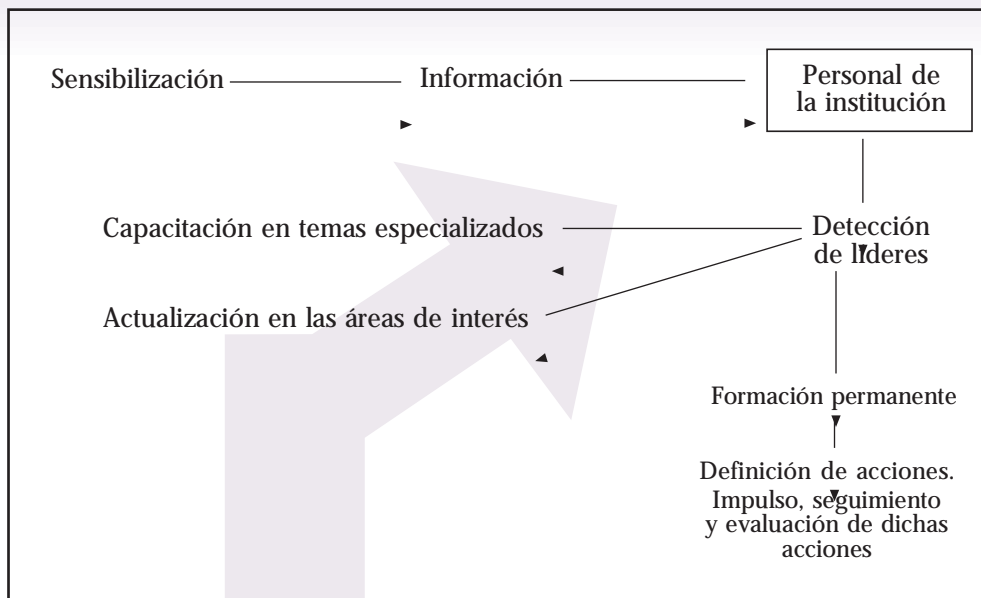 Sensibilización
Información
Personal de
la institución
Capacitación en temas especializados
Detección
de líderes
Actualización en las áreas de interés
Formación permanente
Definición de acciones.
Impulso, seguimiento
y evaluación de dichas
acciones